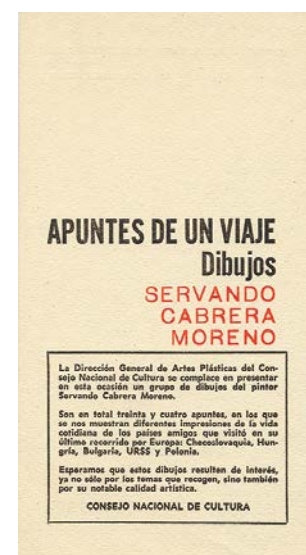 APUNTES DE UN VIAJE
Dibujos
SERVANDO
CABRERA
MORENO
La Dirección General de Artes Plásticas del Con-
sejo Nacional de Cultura se complace en presentar
en esta ocasión un grupo de dibujos del pintor
Servando Cabrera Moreno.
Son en total treinta y cuatro apuntes, en los que
se nos muestran diferentes impresiones de la vida
cotidiana de los países amigos que visitó en su
último recorrido por Europa: Checoslovaquia, Hun-
gría, Bulgaria, URSS y Polonia.
Esperamos que estos dibujos resulten de interés,
ya no sólo por los temas que recogen, sino también
por su notable calidad artística.
CONSEJO NACIONAL DE CULTURA